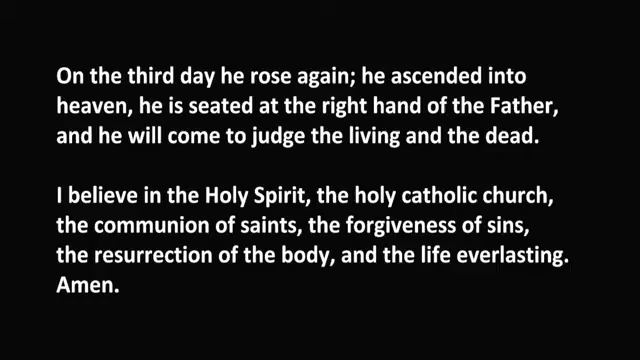 On the third day he rose again; he ascended into
heaven, he is seated at the right hand of the Father,
and he will come to judge the living and the dead.
I believe in the Holy Spirit, the holy catholic church,
the communion of saints, the forgiveness of sins,
the resurrection of the body, and the life everlasting.
Amen.